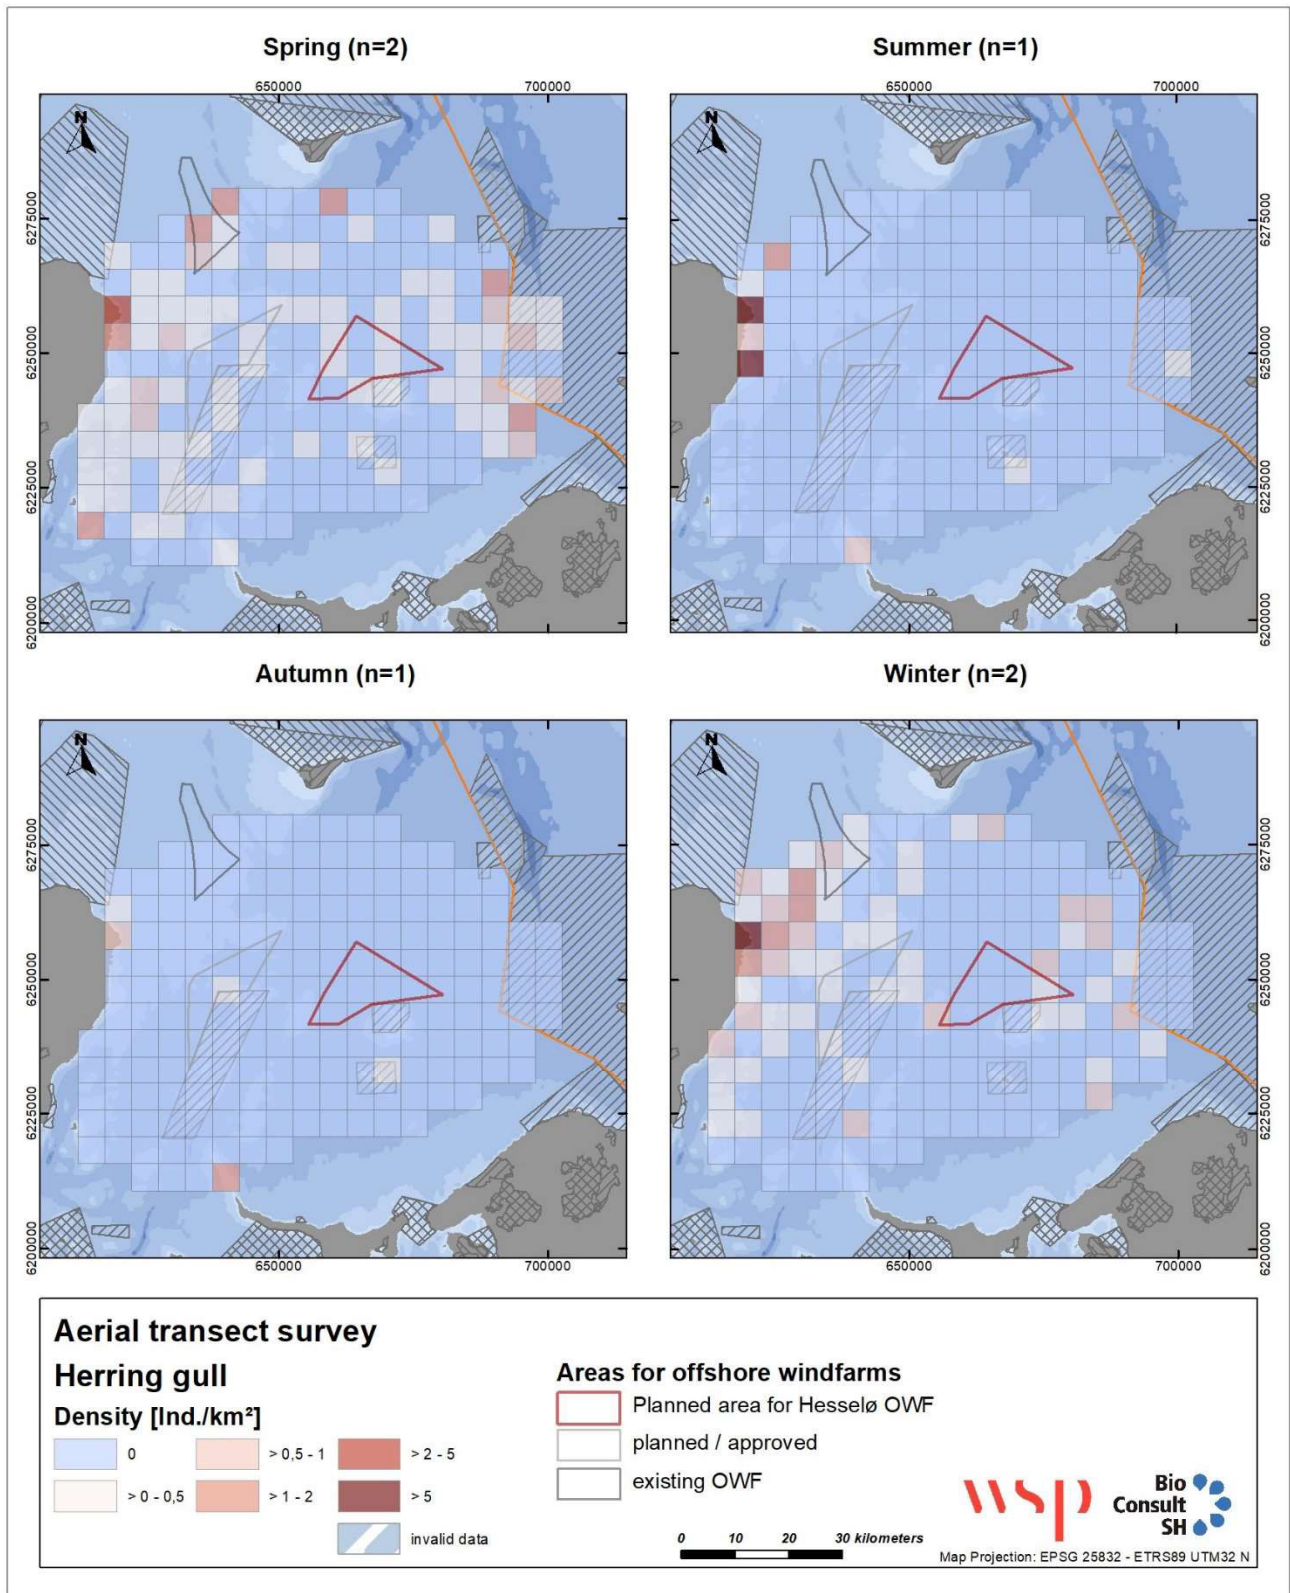 Spring (n=2)
Summer (n=1)
650000
700000
650000
700000
N
N
6275000
6250000
6225000
6200000
6275000
6250000
6225000
6200000
Autumn (n=1)
Winter (n=2)
N
N
6275000
6250000
6225000
6200000
6275000
6250000
6225000
6200000
650000
700000
650000
700000
Aerial transect survey
Herring gull
Density [Ind./km²]
0
> 0,5 - 1
> 2 - 5
> 0 - 0,5
> 1 - 2
> 5
invalid data
Areas for offshore windfarms
Planned area for Hesselø OWF
planned / approved
existing OWF
0 10 20 30 kilometers
wsp
Bio
Consult
SH
Map Projection: EPSG 25832 - ETRS89 UTM32 N